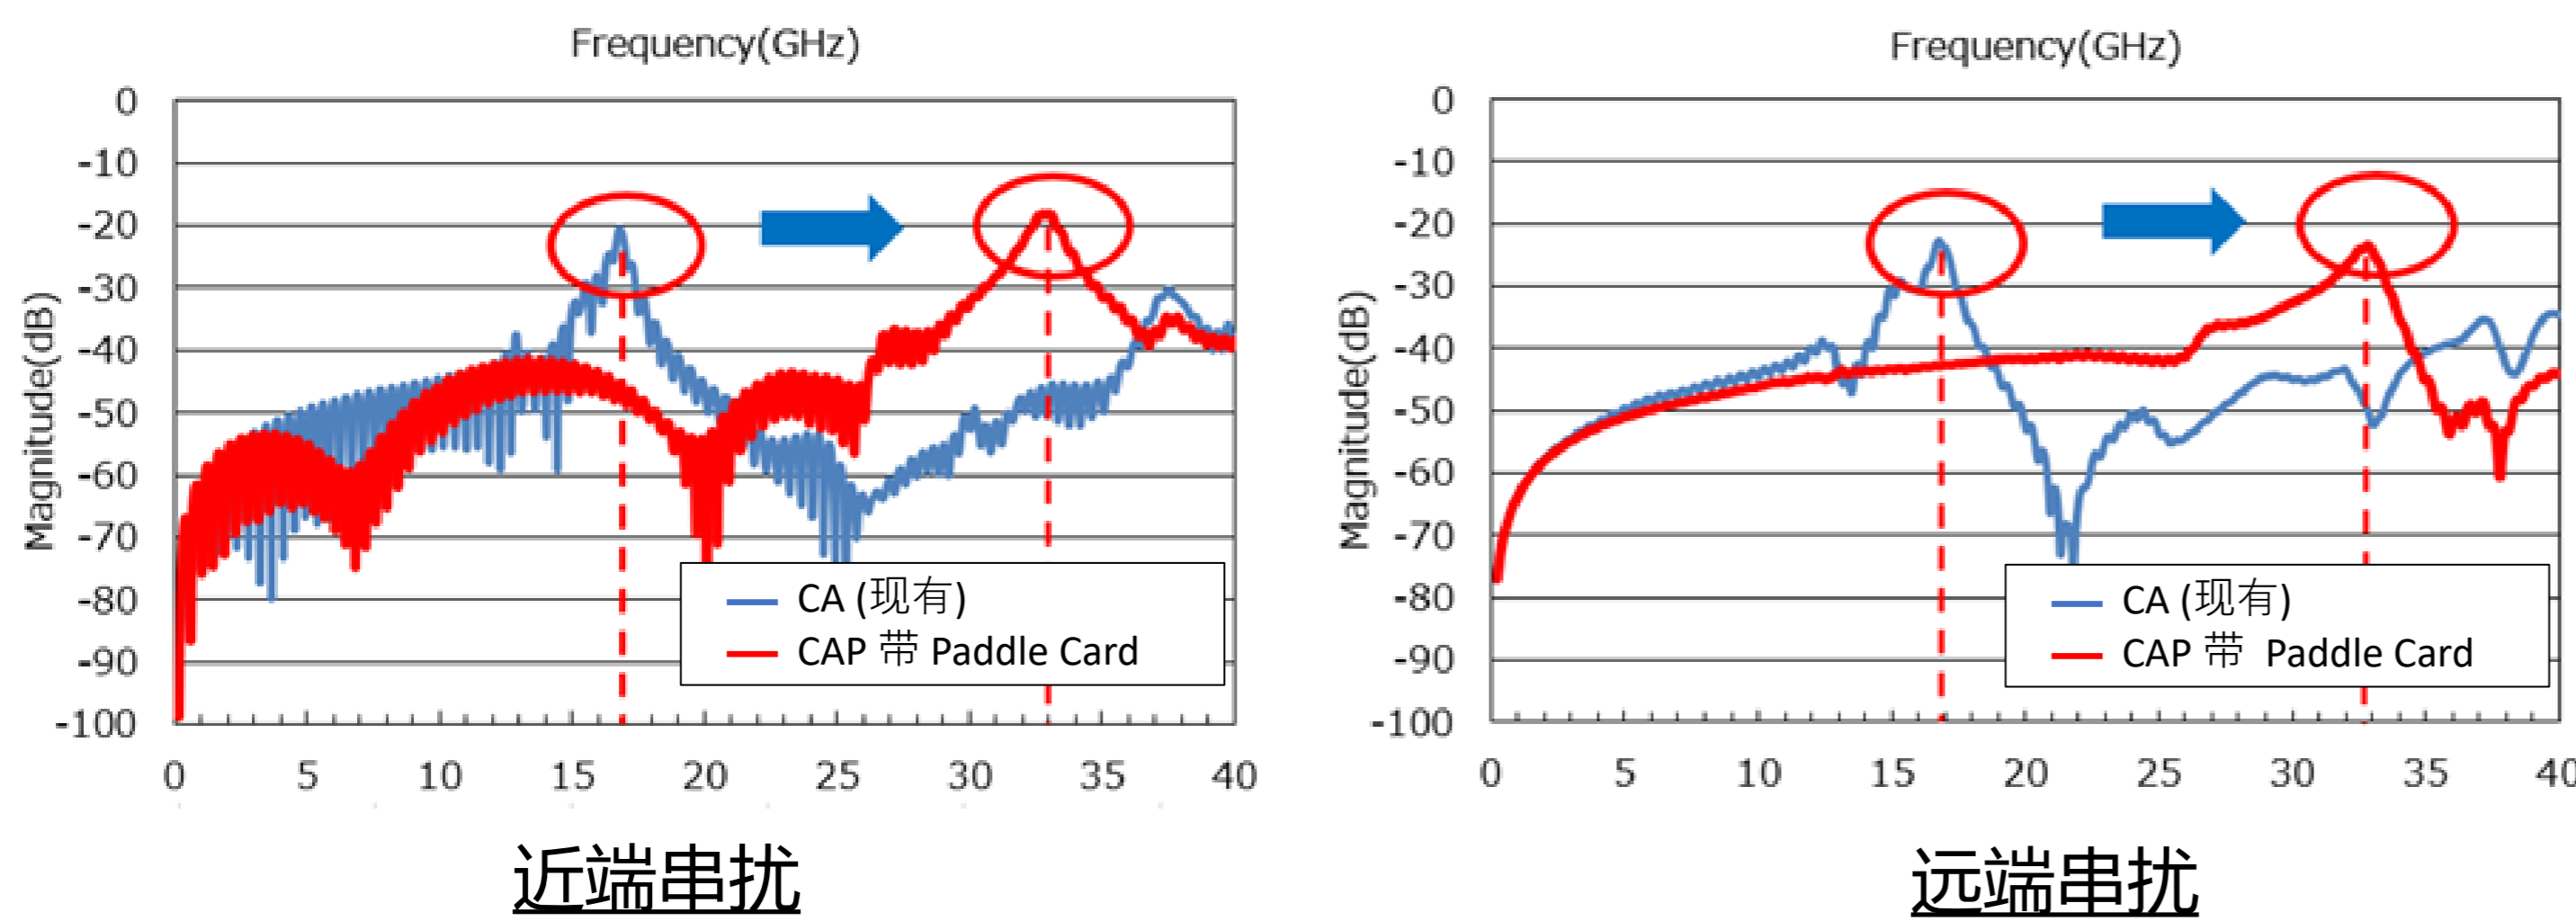 Frequency(GHz)
0
-10
-20
-30
-40
-50
-60
-70
-80
-90
-100
Magnitude(dB)
CA (现有)
CAP 带 Paddle Card
0 5 10 15 20 25 30 35 40
近端串扰
Frequency(GHz)
0
-10
-20
-30
-40
-50
-60
-70
-80
-90
-100
Magnitude(dB)
CA (现有)
CAP 带 Paddle Card
0 5 10 15 20 25 30 35 40
远端串扰